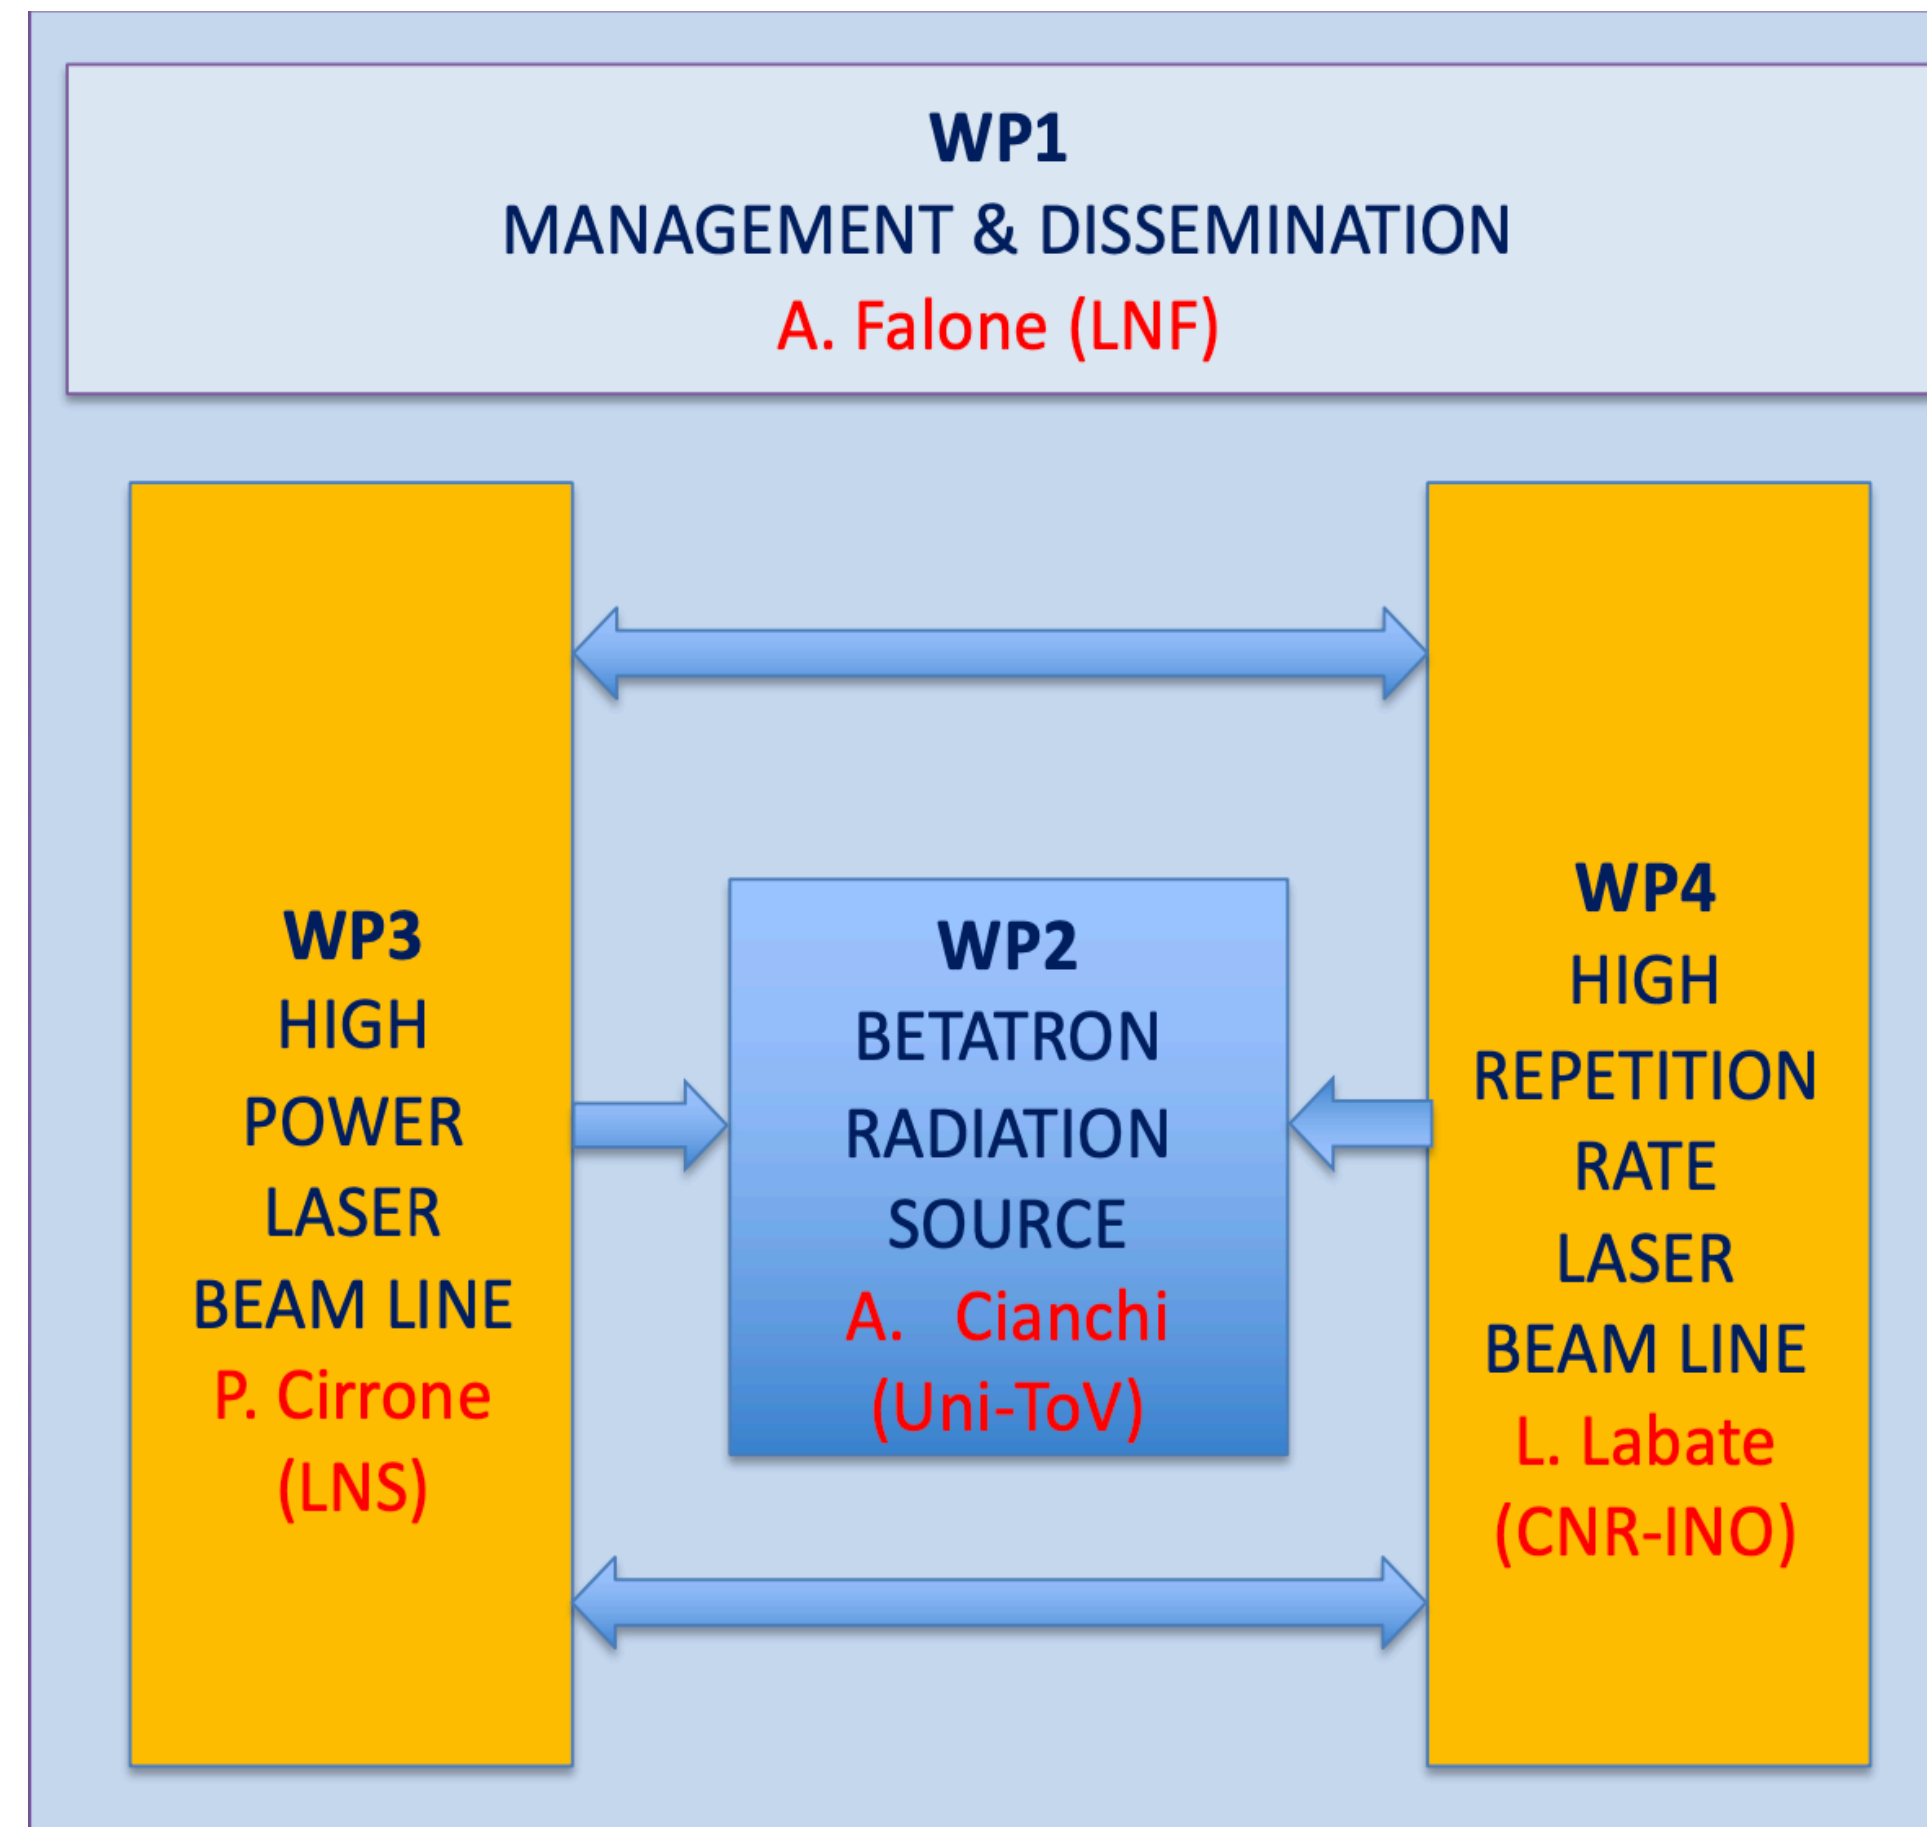 WP1
MANAGEMENT & DISSEMINATION
A. Falone (LNF)
WP3
HIGH
POWER
LASER
BEAM LINE
P. Cirrone
(LNS)
WP2
BETATRON
RADIATION
SOURCE
A. Cianchi
(Uni-ToV)
WP4
HIGH
REPETITION
RATE
LASER
BEAM LINE
L. Labate
(CNR-INO)